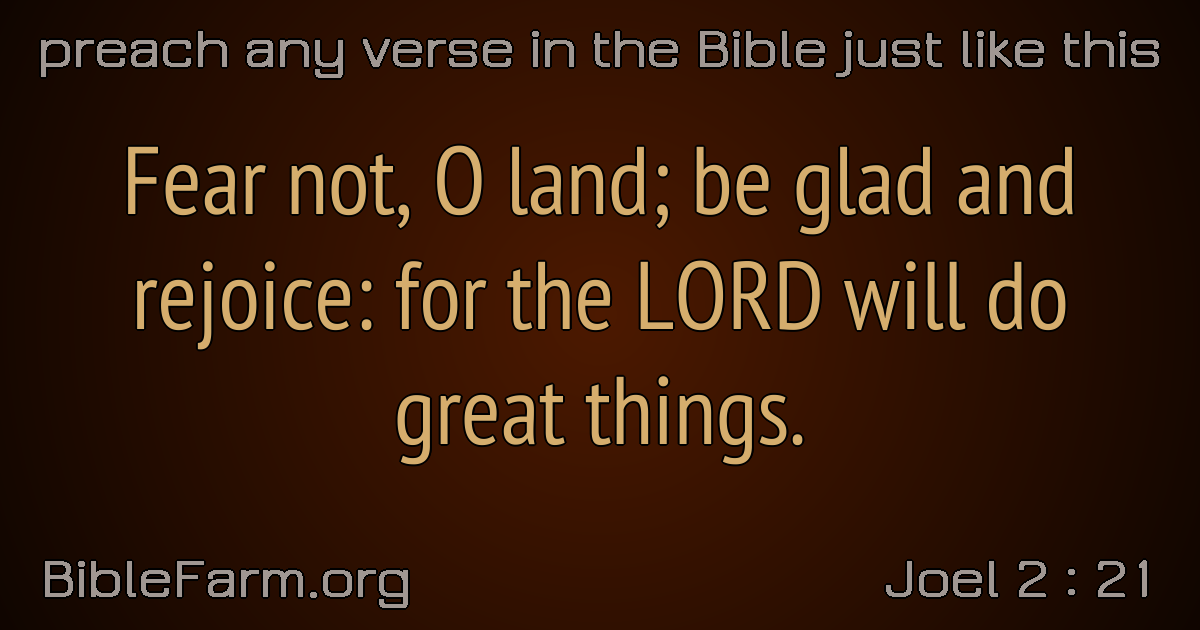 preach any verse in the Bible just like this
Fear not, O land; be glad and
rejoice: for the LORD will do
great things.
BibleFarm.org
Joel 2 : 21